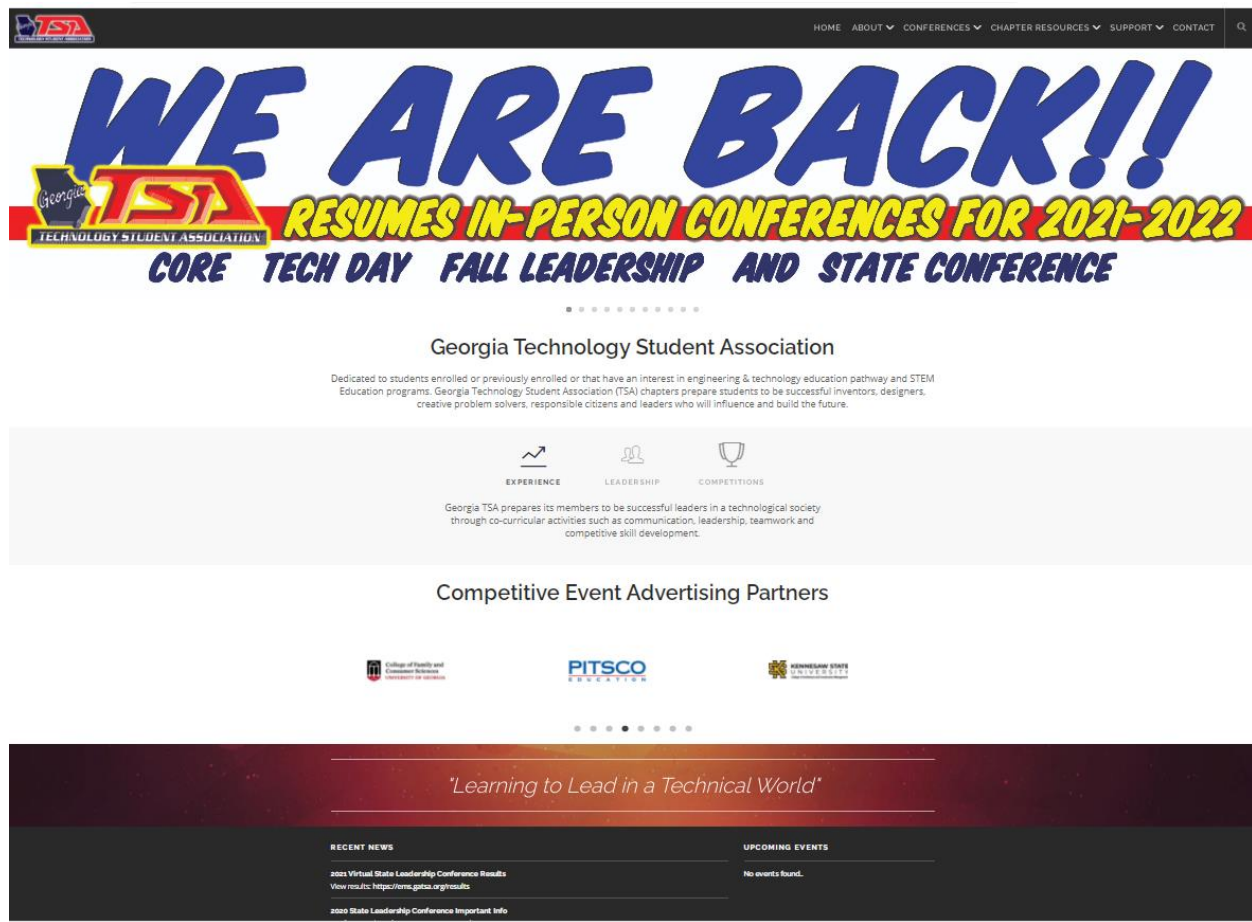 Georgia
TSA
TECHNOLOGY STUDENT ASSOCIATION
HOME ABOUT CONFERENCES CHAPTER RESOURCES SUPPORT CONTACT
WE ARE BACK!!
Georgia
TSA
TECHNOLOGY STUDENT ASSOCIATION
RESUMES IN-PERSON CONFERENCES FOR 2021-2022
CORE TECH DAY FALL LEADERSHIP AND STATE CONFERENCE
Georgia Technology Student Association
Dedicated to students enrolled or previously enrolled or that have an interest in engineering & technology education pathway and STEM
Education programs. Georgia Technology Student Association (TSA) chapters prepare students to be successful inventors, designers,
creative problem solvers, responsible citizens and leaders who will influence and build the future.
EXPERIENCE LEADERSHIP COMPETITIONS
Georgia TSA prepares its members to be successful leaders in a technological society
through co-curricular activities such as communication, leadership, teamwork and
competitive skill development.
Competitive Event Advertising Partners
College of Family and
Consumer Sciences
UNIVERSITY OF GEORGIA
PITSCO
EDUCATION
KENNESAW STATE
UNIVERSITY
"Learning to Lead in a Technical World"
RECENT NEWS
2021 Virtual State Leadership Conference Results
View results: https://ems.gatsa.org/results
2020 State Leadership Conference Important Info
UPCOMING EVENTS
No events found.